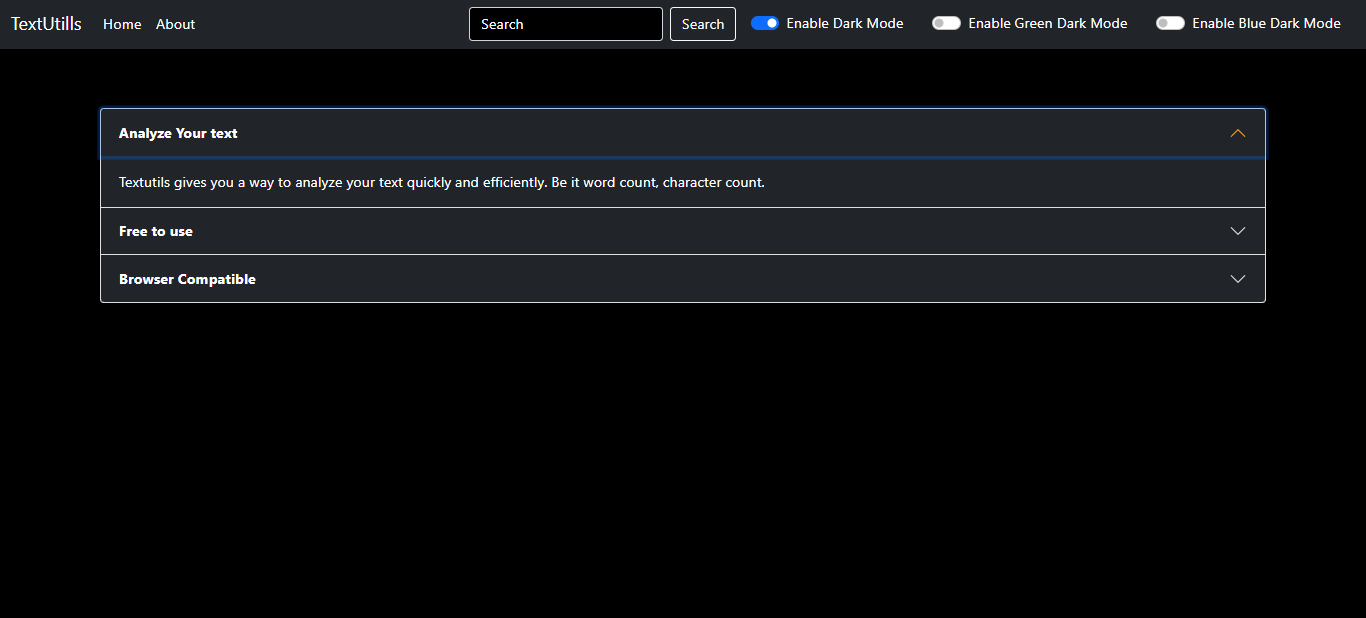 TextUtills Home About Search Search Enable Dark Mode Enable Green Dark Mode Enable Blue Dark Mode
Analyze Your text
Textutils gives you a way to analyze your text quickly and efficiently. Be it word count, character count.
Free to use
Browser Compatible